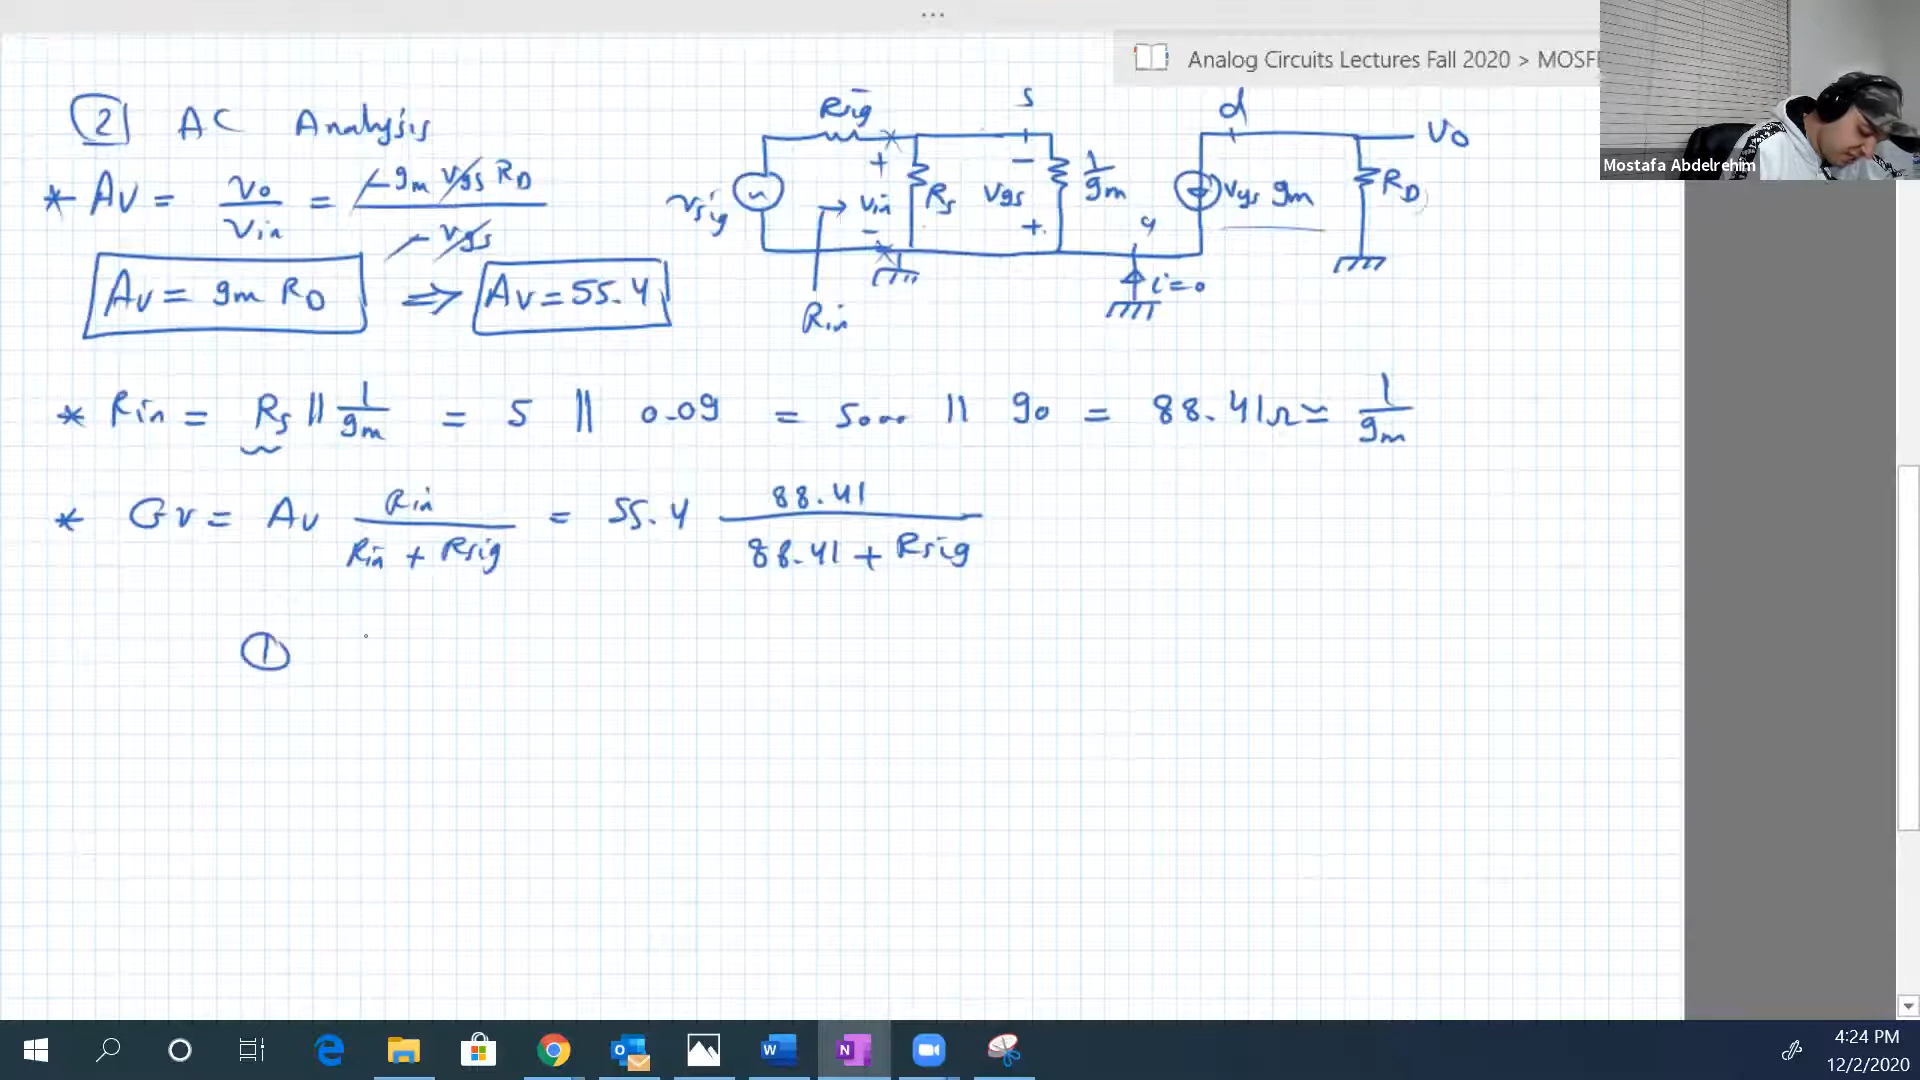 Analog Circuits Lectures Fall 2020 > MOSF
Mostafa Abdelrehim
② AC Analysis
* Av = vo / vin = -gm vgs RD / -vgs
Av = gm RD ⇒ Av = 55.4
Rsig s d Vo
vsig + vin - Rs - vgs + 1/gm vgs gm RD
g i=0
Rin
* Rin = Rs || 1/gm = 5 || 0.09 = 5000 || 90 = 88.41Ω ≃ 1/gm
* Gv = Av Rin / Rin + Rsig = 55.4 88.41 / 88.41 + Rsig
①
4:24 PM
12/2/2020